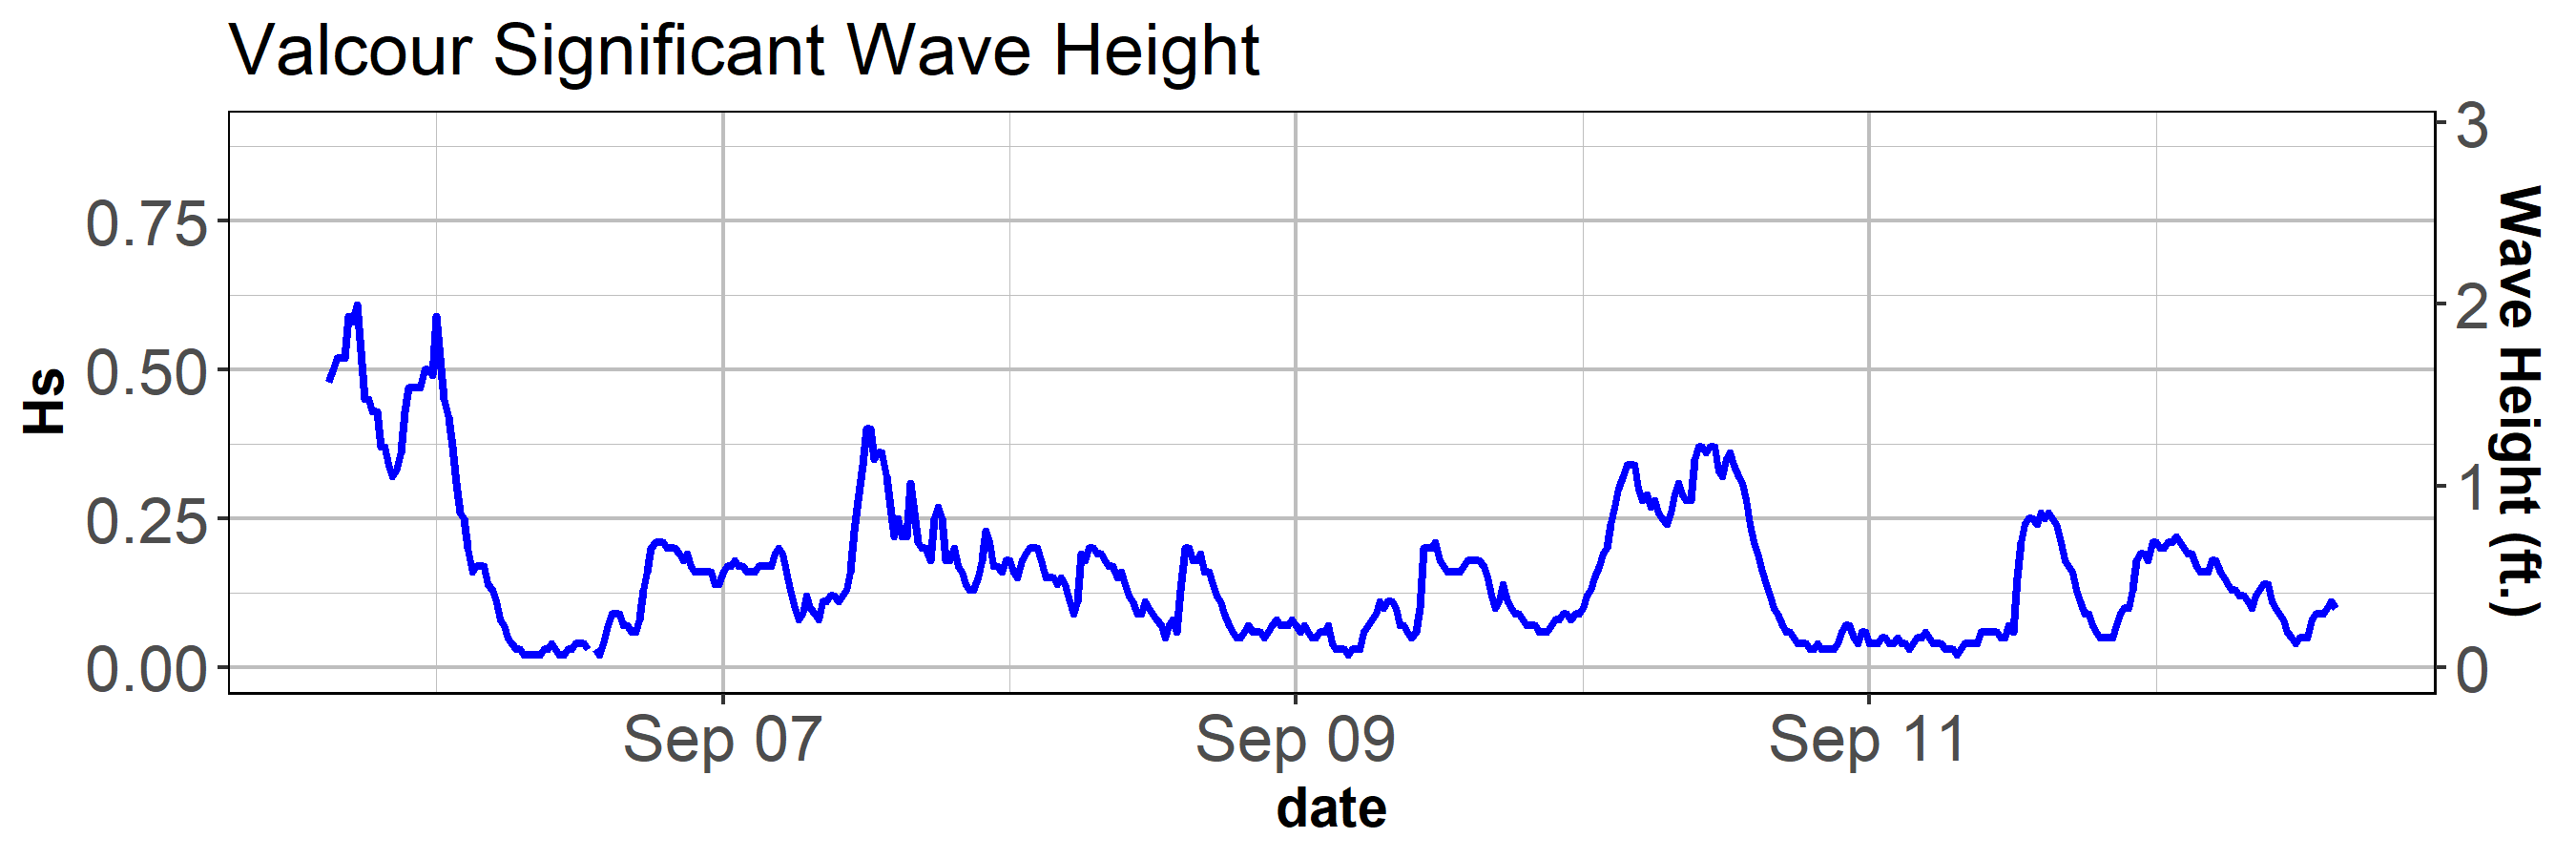 Valcour Significant Wave Height
Hs
0.75
0.50
0.25
0.00
3
2
1
0
Wave Height (ft.)
Sep 07
Sep 09
Sep 11
date